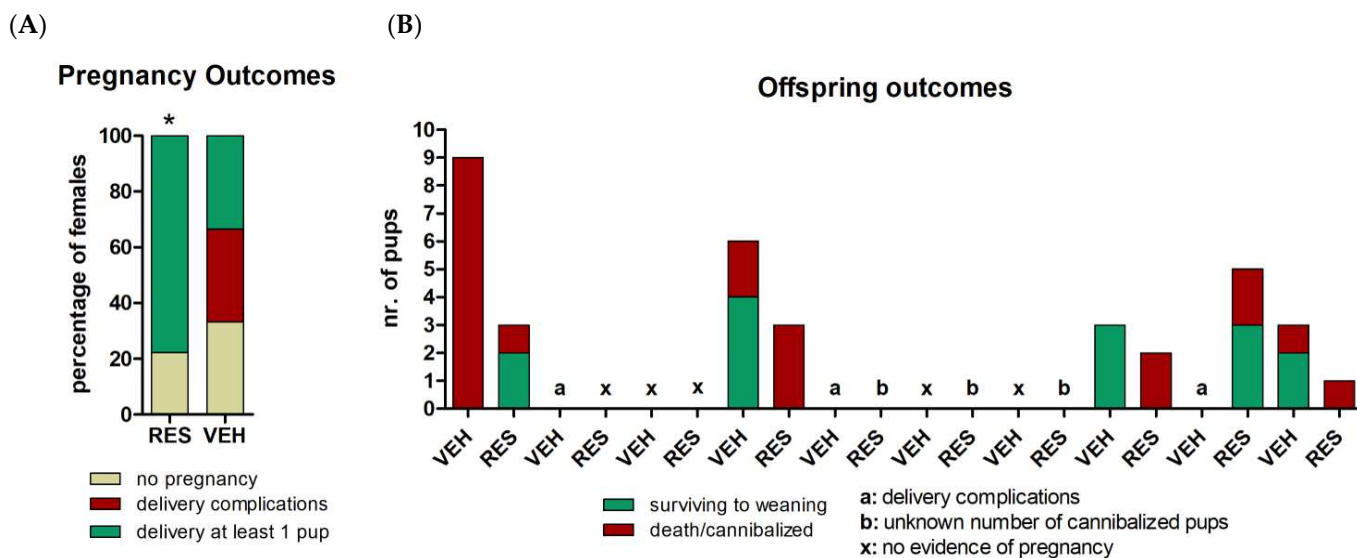 (A)
Pregnancy Outcomes
*
100
80
60
40
20
0
percentage of females
RES VEH
no pregnancy
delivery complications
delivery at least 1 pup
(B)
Offspring outcomes
10
9
8
7
6
5
4
3
2
1
0
nr. of pups
a x x x a b x b x b a
VEH RES VEH RES VEH RES VEH RES VEH RES VEH RES VEH RES VEH RES VEH RES VEH RES
surviving to weaning
death/cannibalized
a: delivery complications
b: unknown number of cannibalized pups
x: no evidence of pregnancy